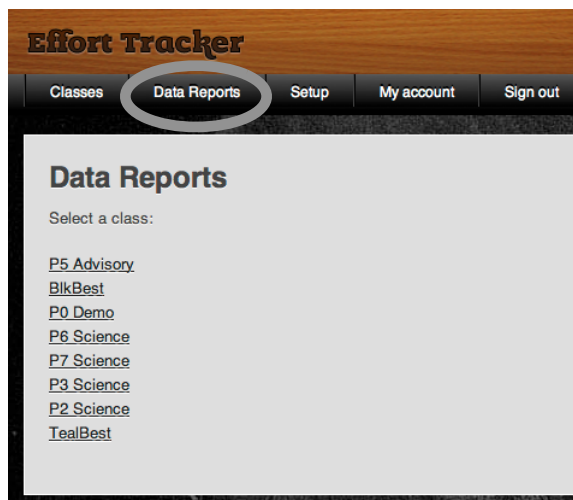 Effort Tracker
Classes Data Reports Setup My account Sign out
Data Reports
Select a class:
P5 Advisory
BlkBest
P0 Demo
P6 Science
P7 Science
P3 Science
P2 Science
TealBest